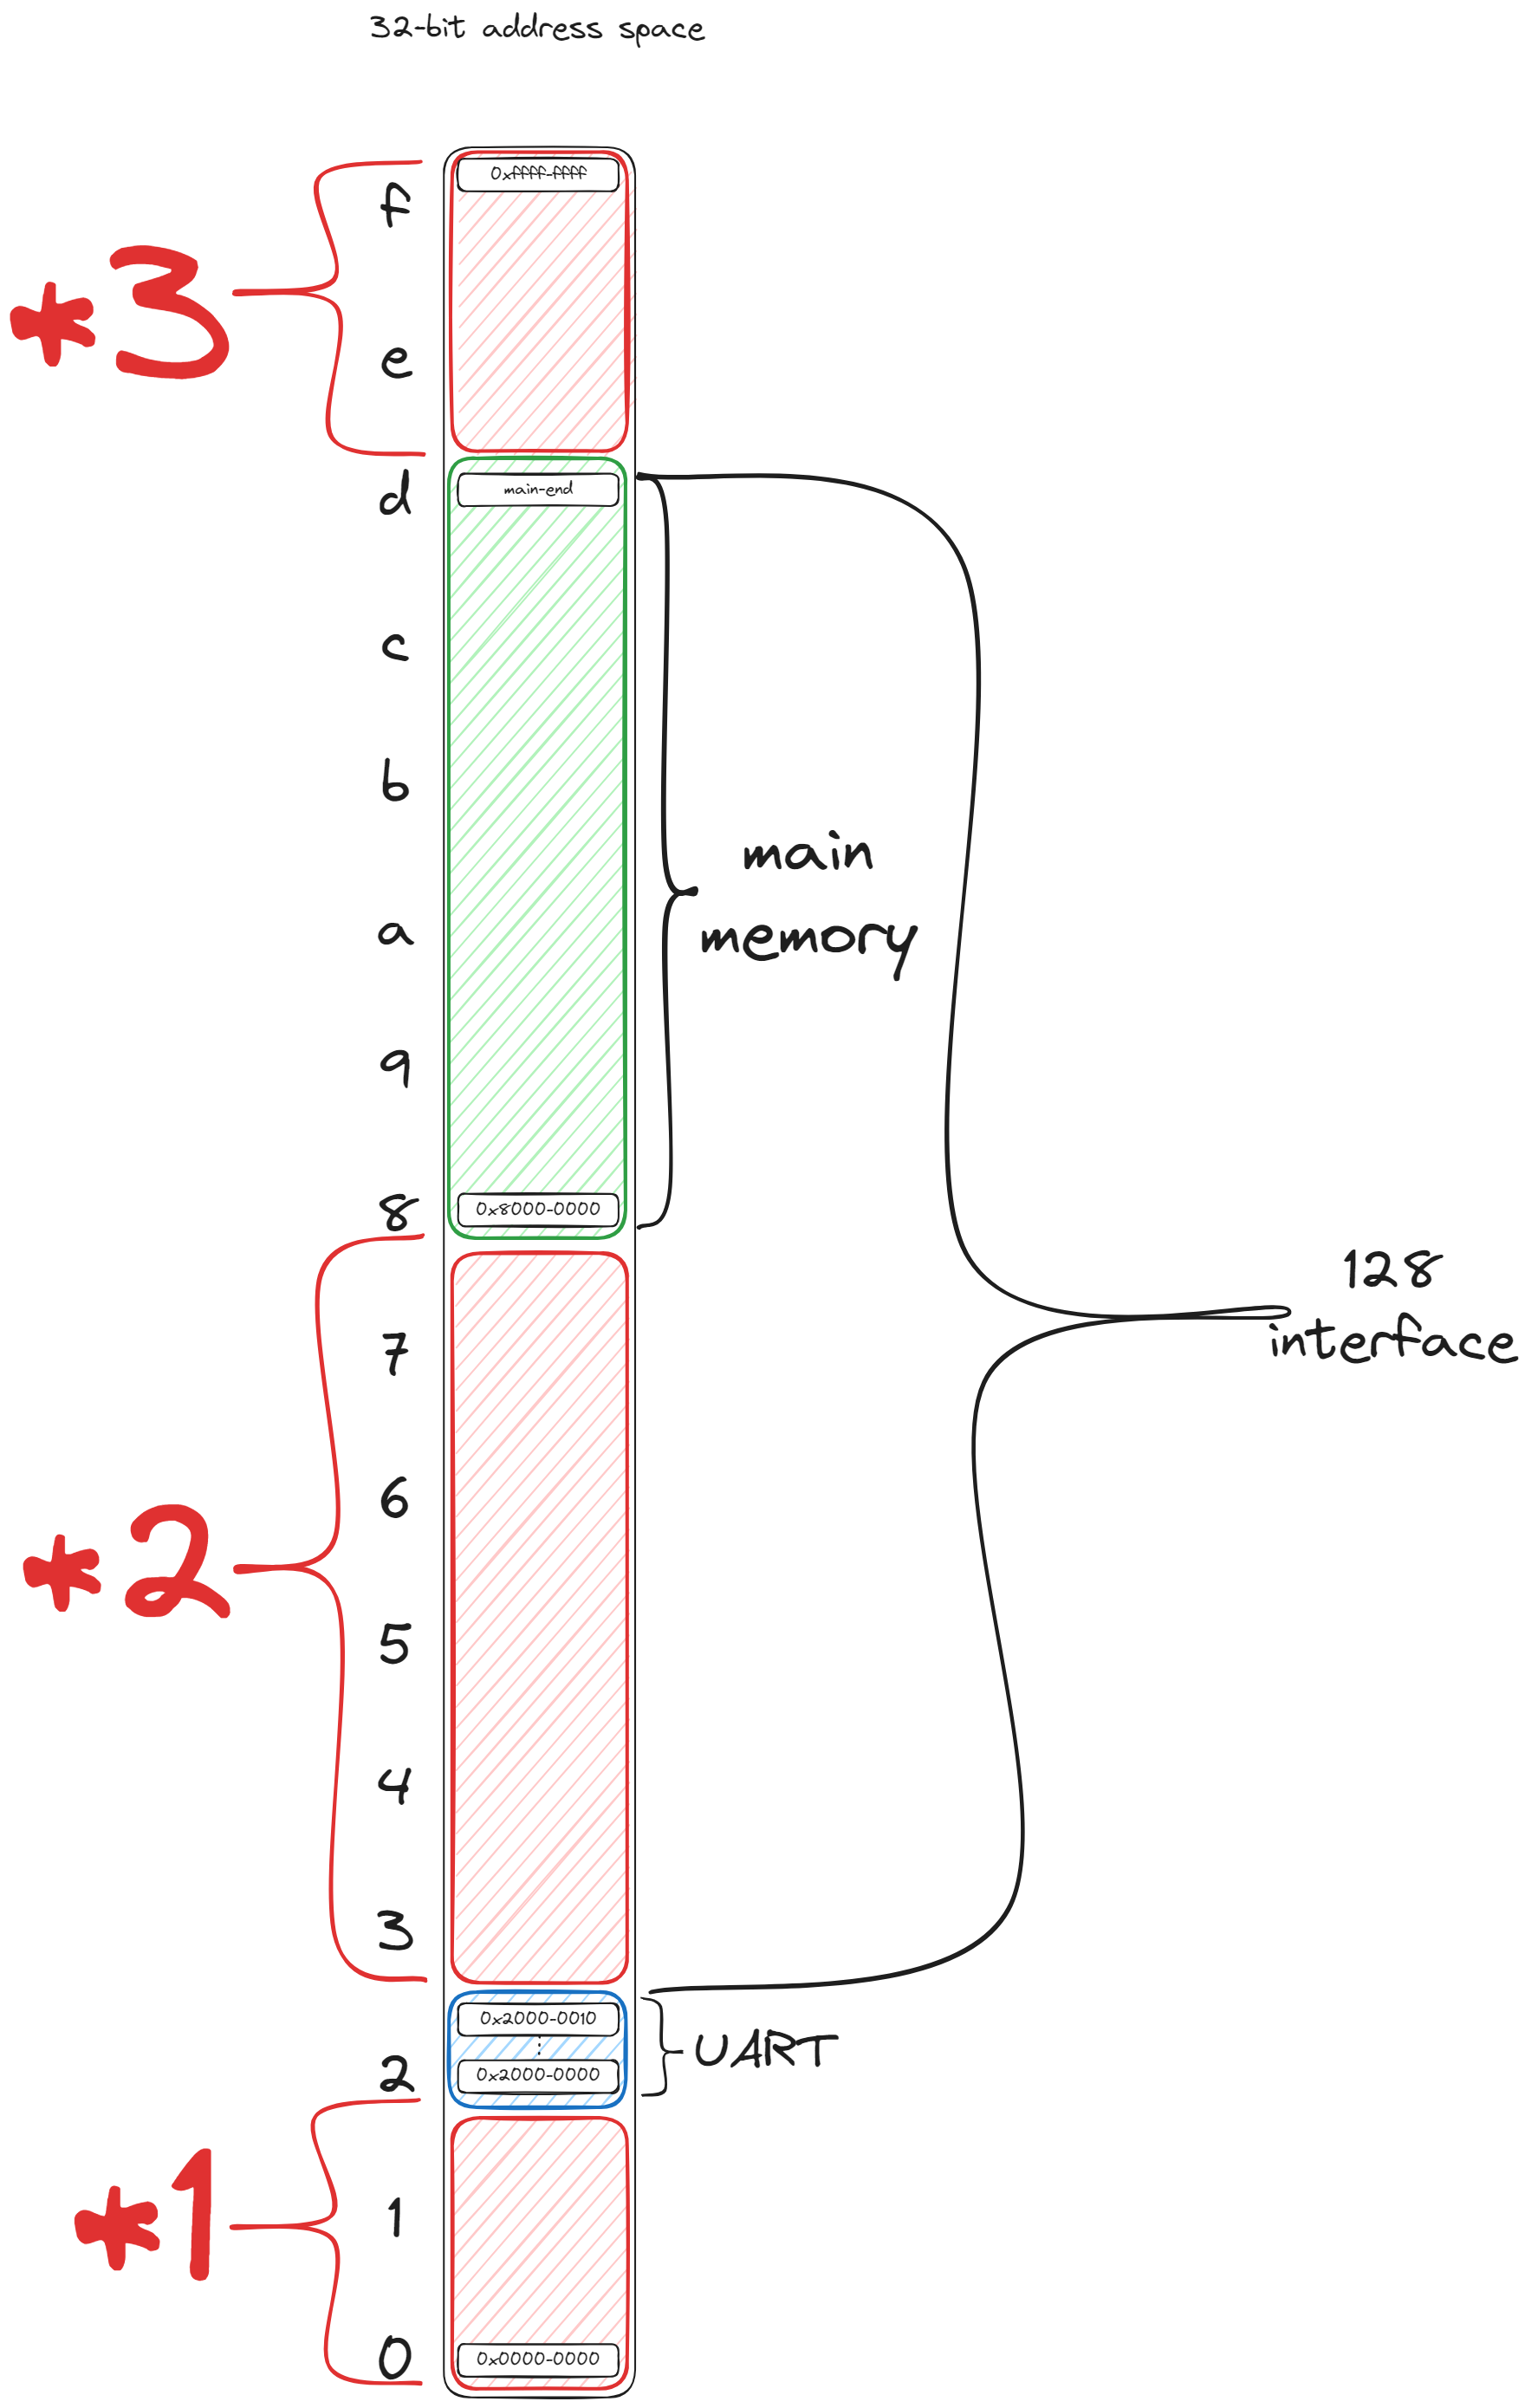 32-bit address space
0xffff-ffff
f
*3
e
main-end
d
c
b
main
memory
a
9
0x8000-0000
8
128
interface
7
6
*2
5
4
3
0x2000-0010
UART
0x2000-0000
2
1
*1
0x0000-0000
0